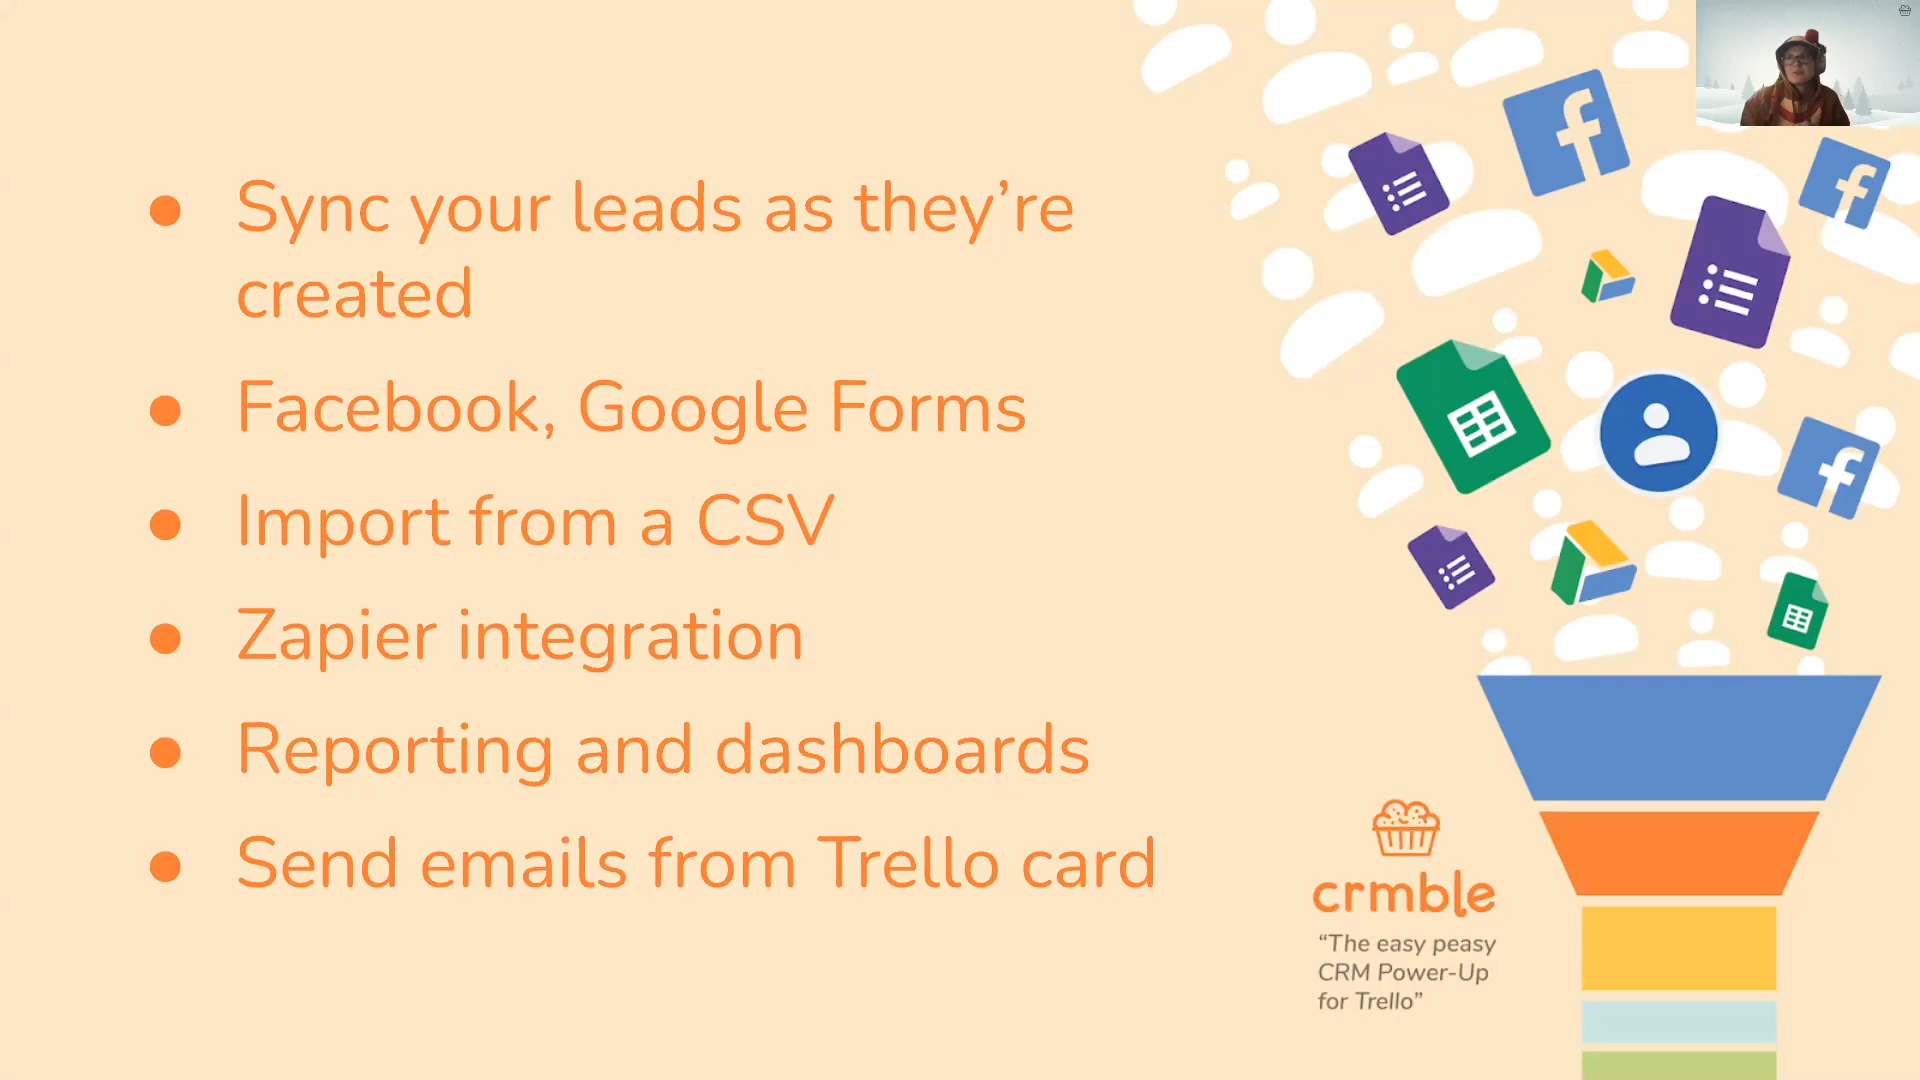 ● Sync your leads as they’re
created
● Facebook, Google Forms
● Import from a CSV
● Zapier integration
● Reporting and dashboards
● Send emails from Trello card
crmble
“The easy peasy
CRM Power-Up
for Trello”